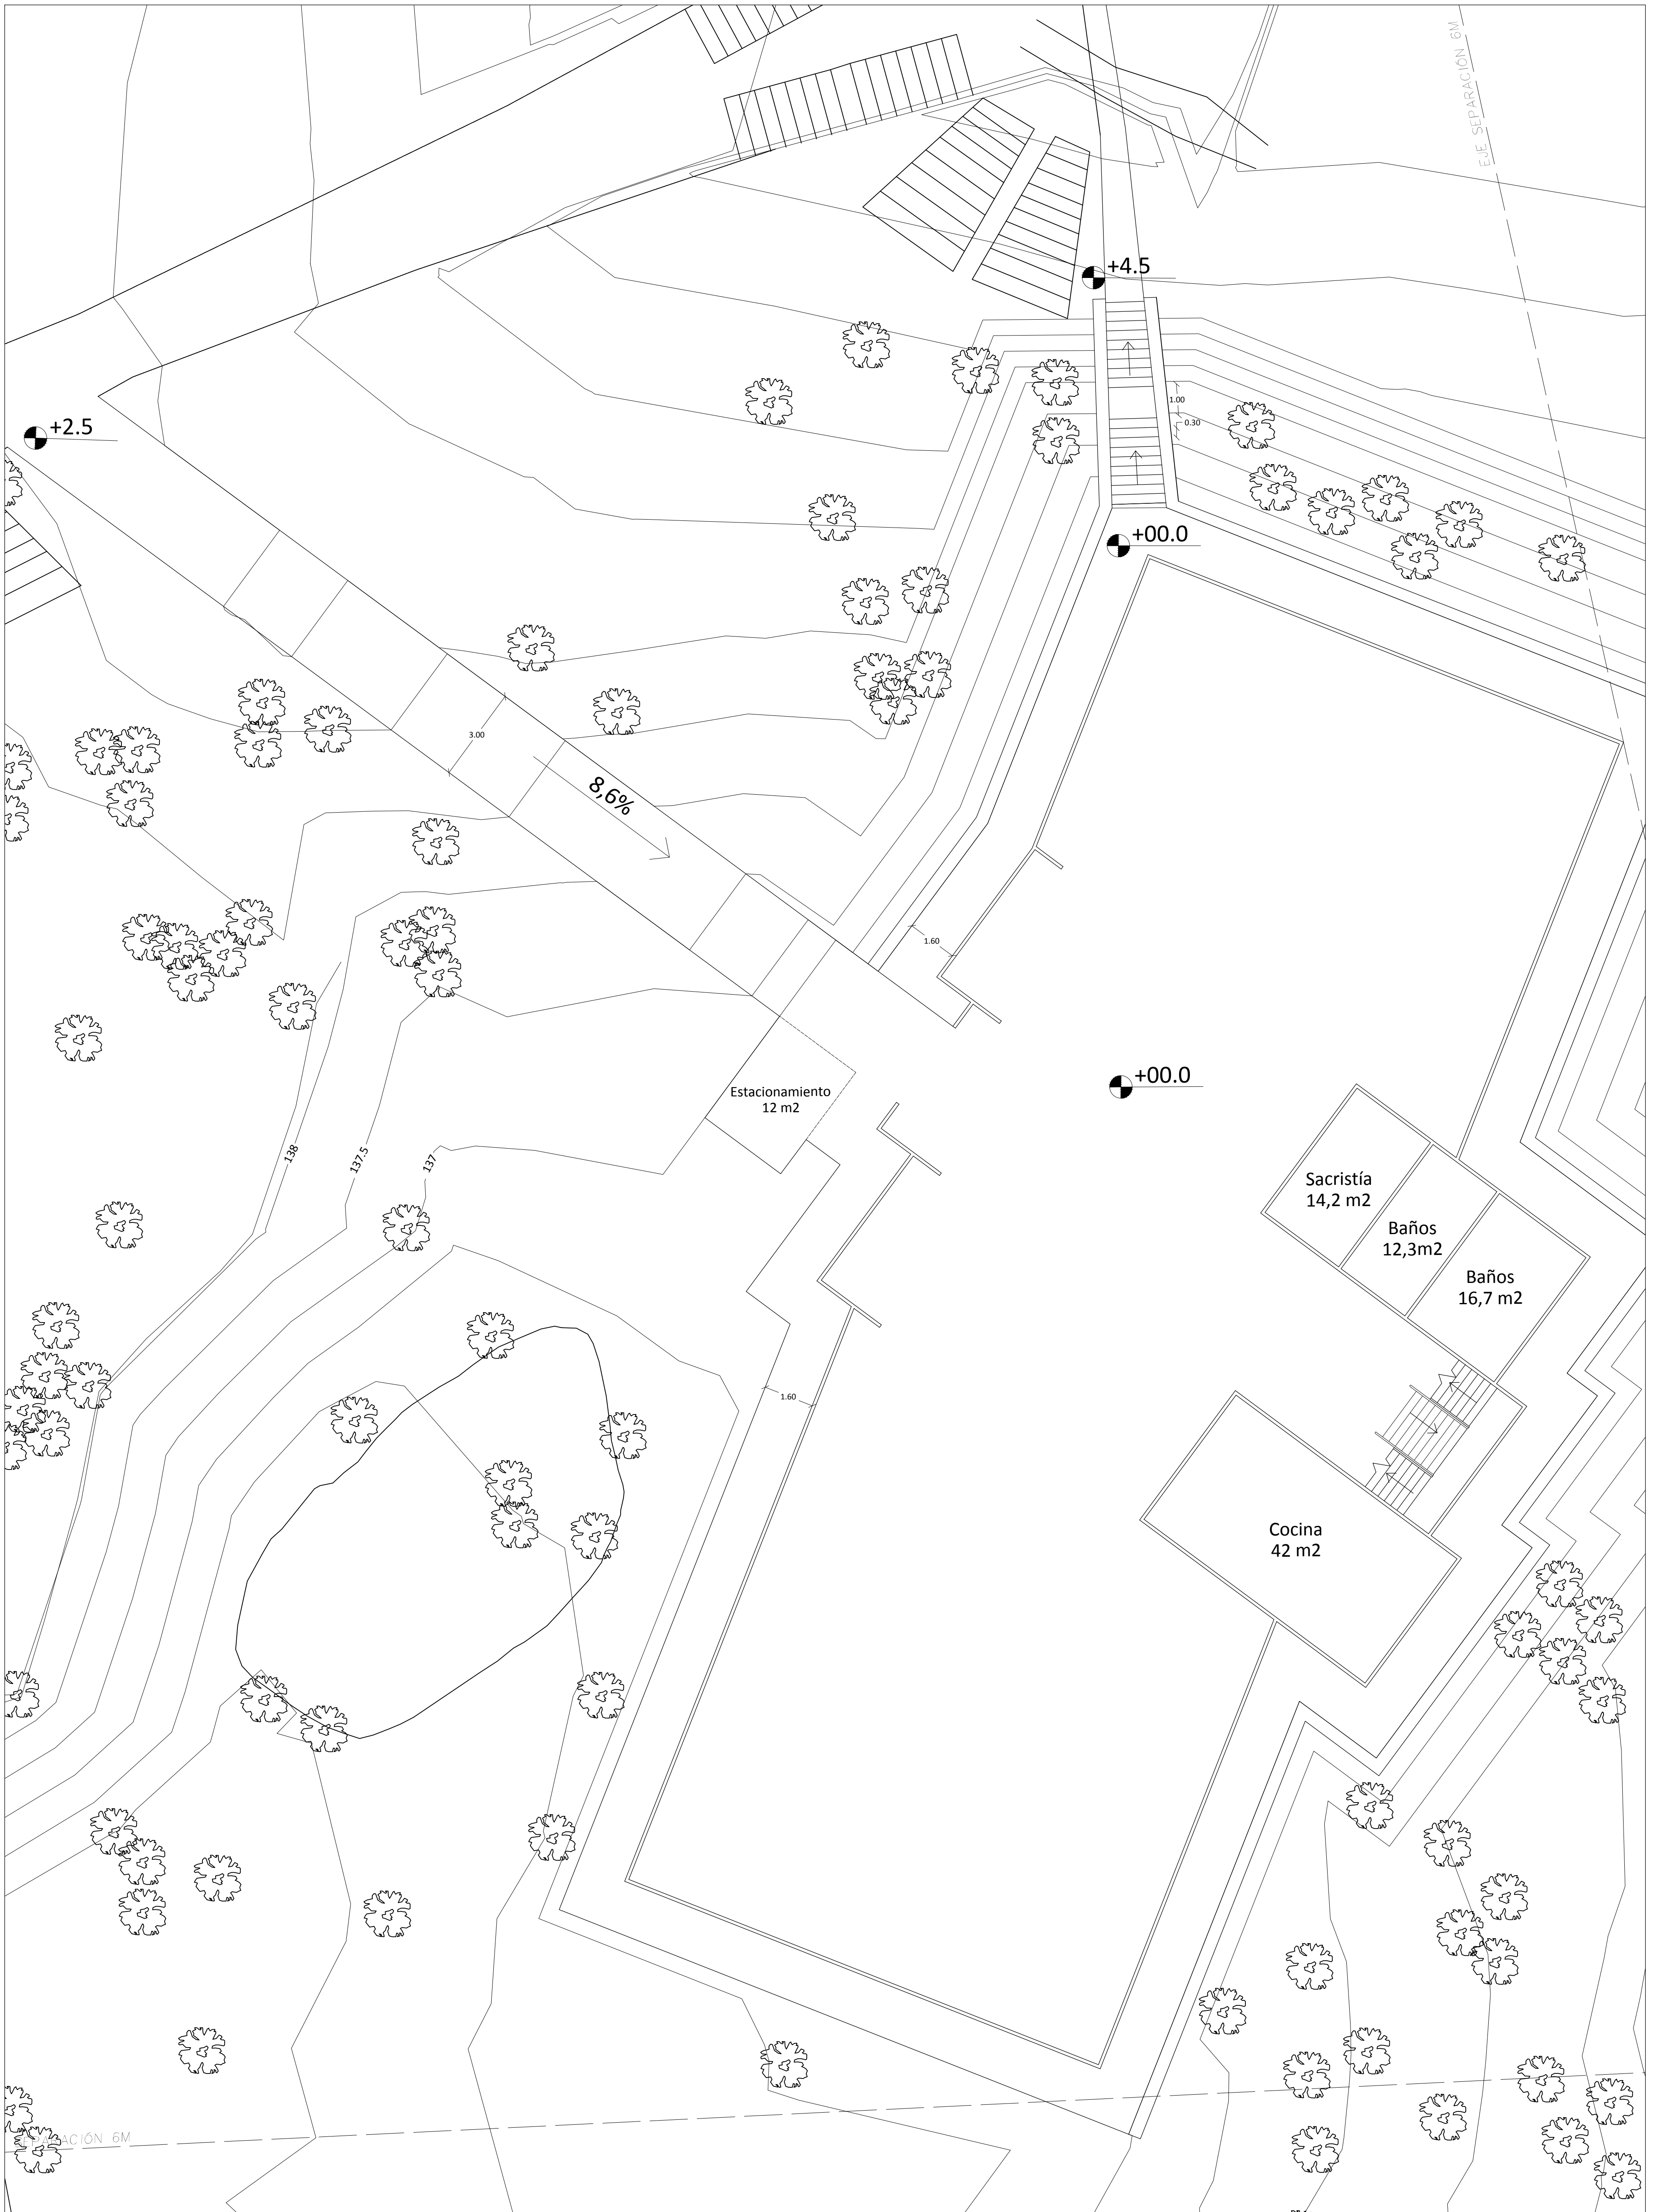 EJE SEPARACIÓN 6M
+4.5
1.00
0.30
+2.5
+00.0
3.00
8,6%
1.60
+00.0
Estacionamiento
12 m2
138
137.5
137
Sacristía
14,2 m2
Baños
12,3m2
Baños
16,7 m2
1.60
Cocina
42 m2
6M